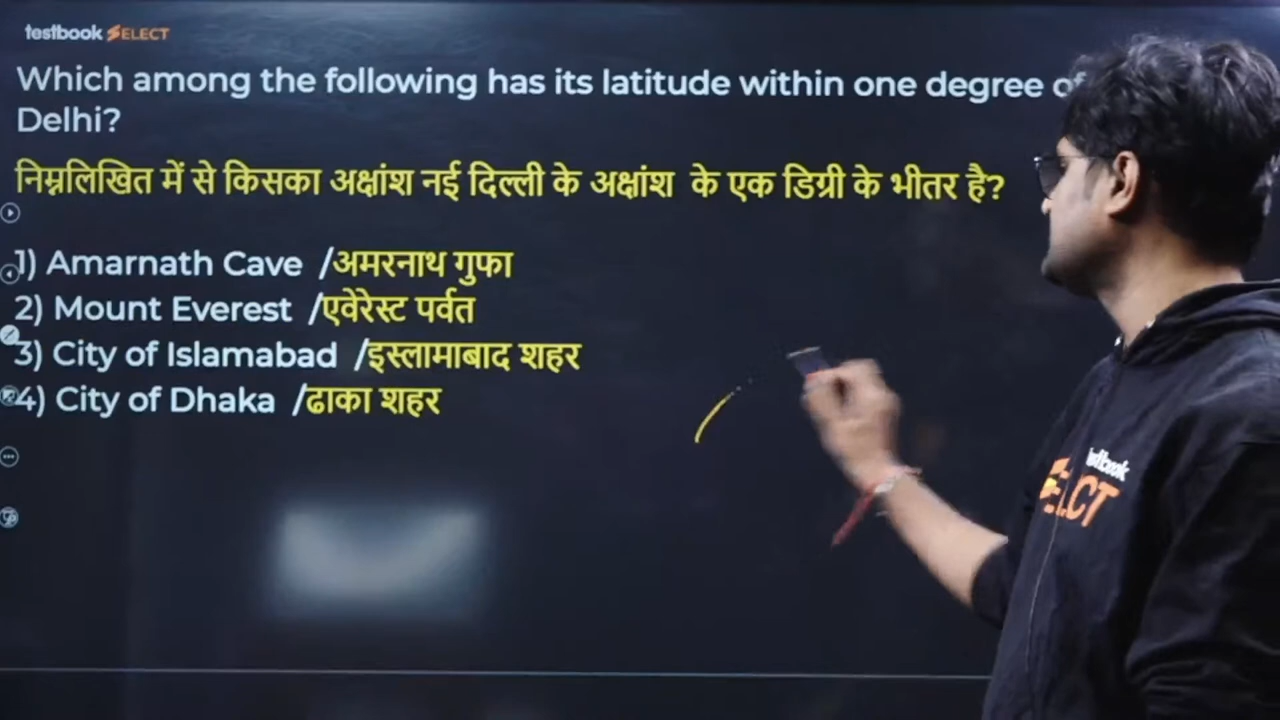 testbook SELECT
Which among the following has its latitude within one degree of
Delhi?
निम्नलिखित में से किसका अक्षांश नई दिल्ली के अक्षांश के एक डिग्री के भीतर है?
1) Amarnath Cave /अमरनाथ गुफा
2) Mount Everest /एवेरेस्ट पर्वत
3) City of Islamabad /इस्लामाबाद शहर
4) City of Dhaka /ढाका शहर
testbook
SELECT